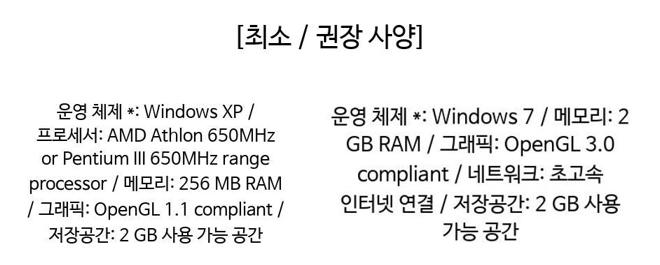 [최소 / 권장 사양]
운영 체제 *: Windows XP /
프로세서: AMD Athlon 650MHz
or Pentium III 650MHz range
processor / 메모리: 256 MB RAM
/ 그래픽: OpenGL 1.1 compliant /
저장공간: 2 GB 사용 가능 공간
운영 체제 *: Windows 7 / 메모리: 2
GB RAM / 그래픽: OpenGL 3.0
compliant / 네트워크: 초고속
인터넷 연결 / 저장공간: 2 GB 사용
가능 공간